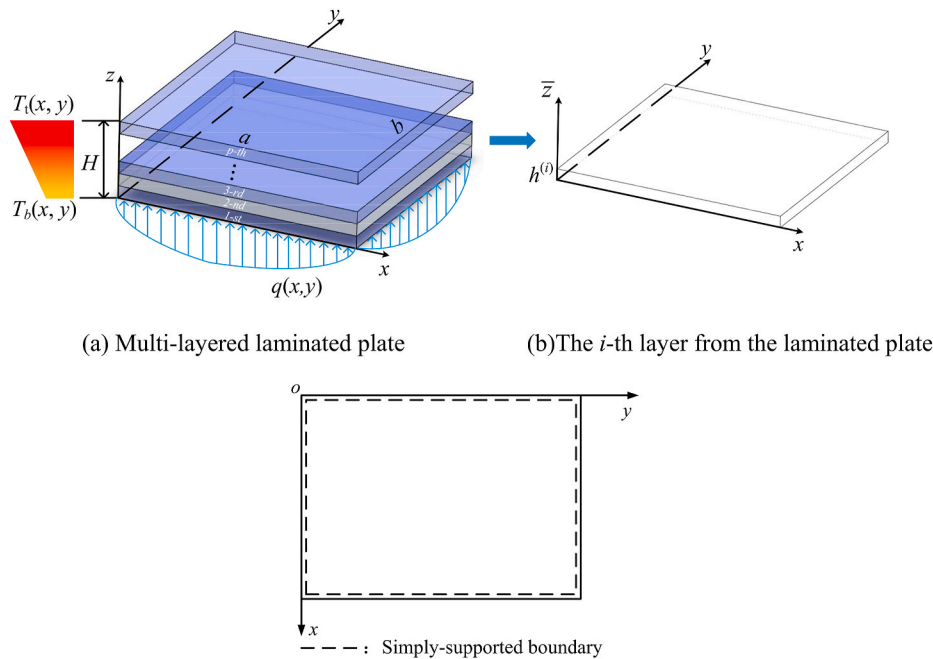 y
z
Tt(x, y)
H
Tb(x, y)
a
b
p-th
⋮
3-rd
2-nd
1-st
x
q(x,y)
y
z̅
h(i)
x
(a) Multi-layered laminated plate
(b)The i-th layer from the laminated plate
o
y
x
: Simply-supported boundary